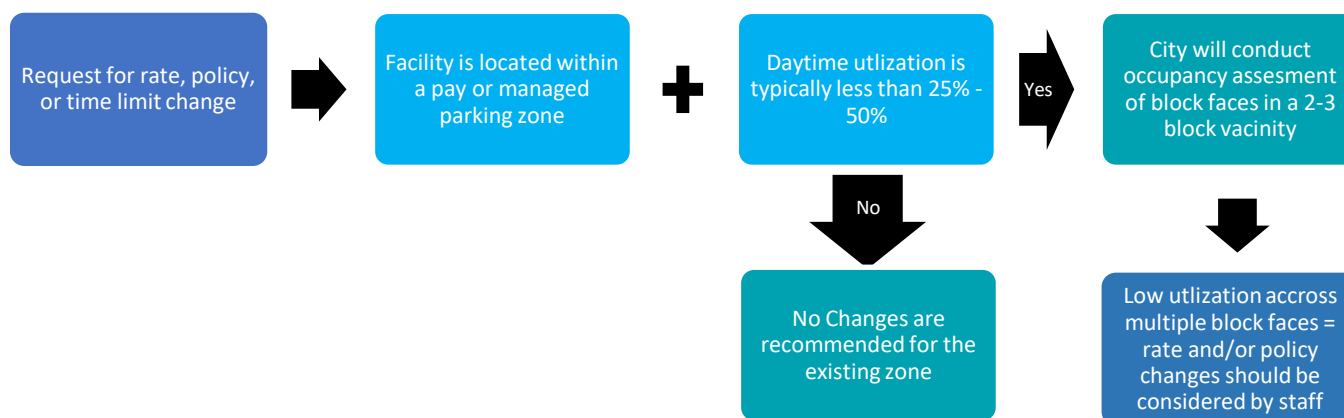 Request for rate, policy,
or time limit change
Facility is located within
a pay or managed
parking zone
Daytime utlization is
typically less than 25% -
50%
Yes
City will conduct
occupancy assesment
of block faces in a 2-3
block vacinity
No
No Changes are
recommended for the
existing zone
Low utlization accross
multiple block faces =
rate and/or policy
changes should be
considered by staff